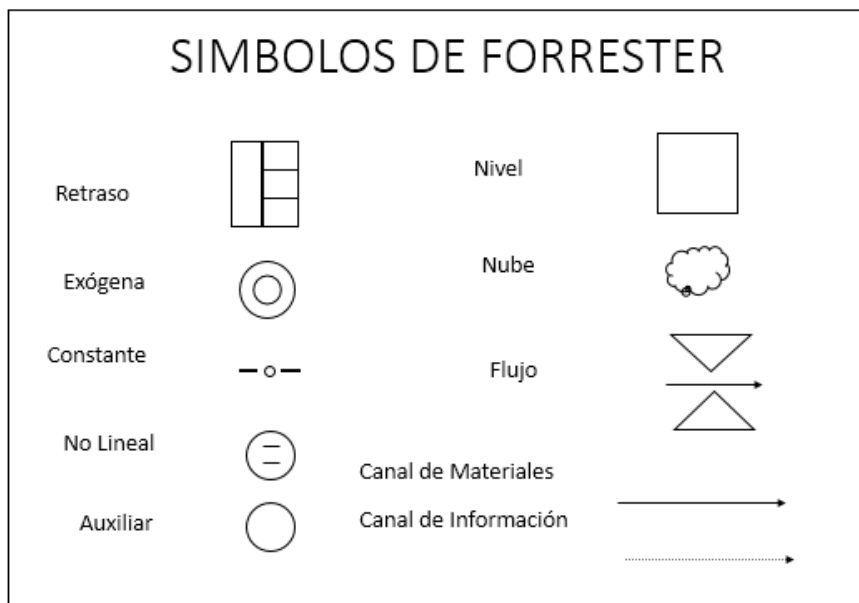 SIMBOLOS DE FORRESTER
Retraso
Exógena
Constante
No Lineal
Auxiliar
Nivel
Nube
Flujo
Canal de Materiales
Canal de Información